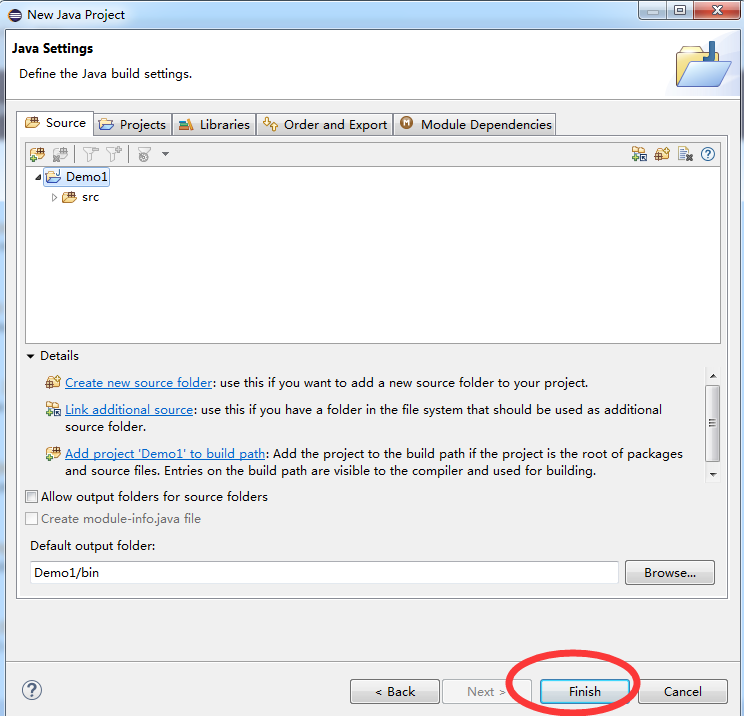 New Java Project
Java Settings
Define the Java build settings.
Source Projects Libraries Order and Export Module Dependencies
Demo1
src
Details
Create new source folder: use this if you want to add a new source folder to your project.
Link additional source: use this if you have a folder in the file system that should be used as additional
source folder.
Add project 'Demo1' to build path: Add the project to the build path if the project is the root of packages
and source files. Entries on the build path are visible to the compiler and used for building.
Allow output folders for source folders
Create module-info.java file
Default output folder:
Demo1/bin Browse...
< Back Next > Finish Cancel